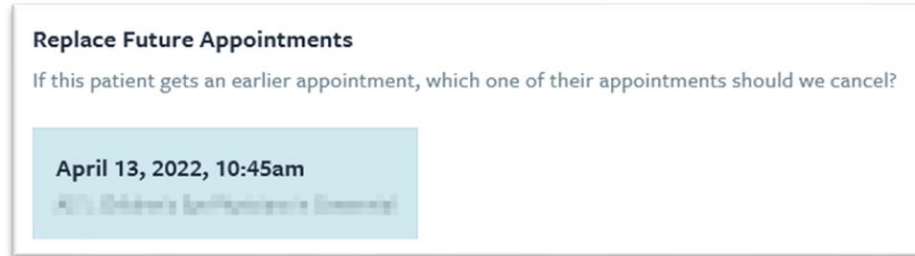 Replace Future Appointments
If this patient gets an earlier appointment, which one of their appointments should we cancel?
April 13, 2022, 10:45am